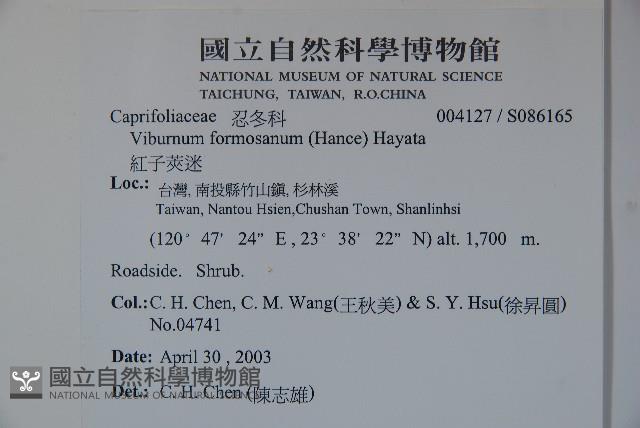 國立自然科學博物館
NATIONAL MUSEUM OF NATURAL SCIENCE
TAICHUNG, TAIWAN, R.O.CHINA
Caprifoliaceae 忍冬科 004127 / S086165
Viburnum formosanum (Hance) Hayata
紅子莢迷
Loc.: 台灣, 南投縣竹山鎮, 杉林溪
Taiwan, Nantou Hsien,Chushan Town, Shanlinhsi
(120° 47' 24" E , 23° 38' 22" N) alt. 1,700 m.
Roadside. Shrub.
Col.:C. H. Chen, C. M. Wang(王秋美) & S. Y. Hsu(徐昇圓)
No.04741
Date: April 30 , 2003
Det.: C. H. Chen (陳志雄)
國立自然科學博物館
NATIONAL MUSEUM OF NATURAL SCIENCE